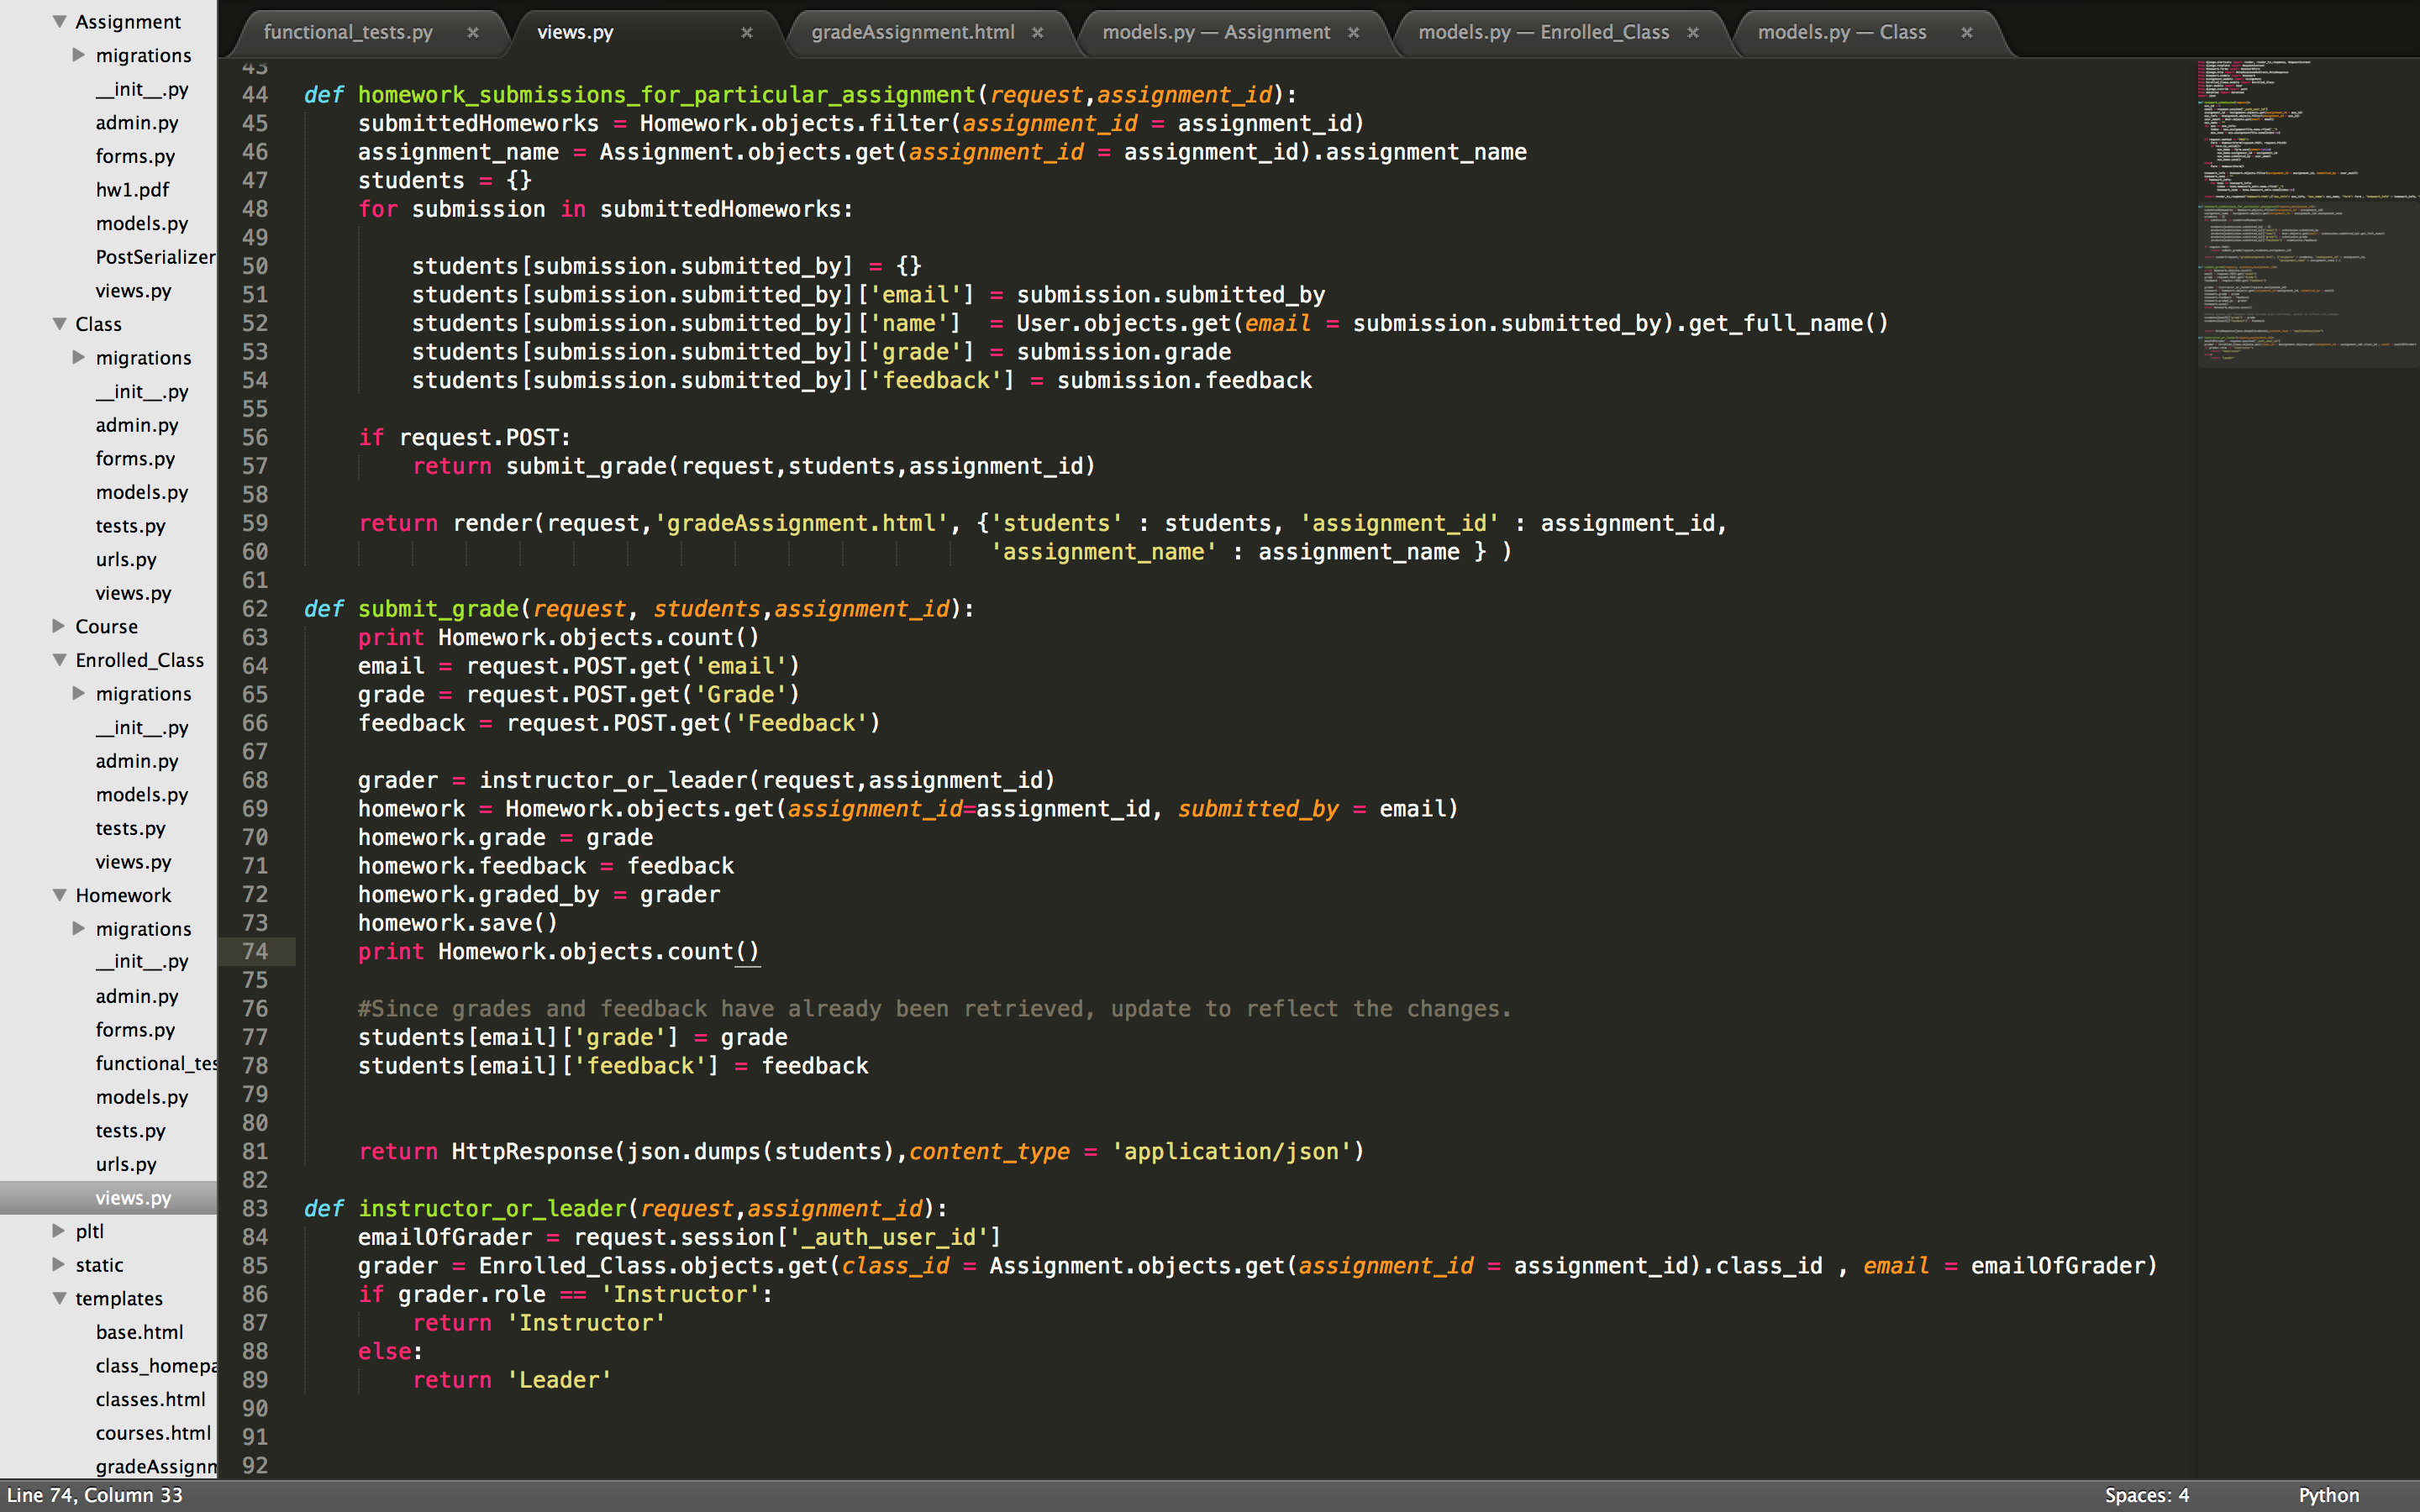 Assignment
migrations
__init__.py
admin.py
forms.py
hw1.pdf
models.py
PostSerializer
views.py
Class
migrations
__init__.py
admin.py
forms.py
models.py
tests.py
urls.py
views.py
Course
Enrolled_Class
migrations
__init__.py
admin.py
models.py
tests.py
views.py
Homework
migrations
__init__.py
admin.py
forms.py
functional_tes
models.py
tests.py
urls.py
views.py
pltl
static
templates
base.html
class_homepa
classes.html
courses.html
gradeAssignm
functional_tests.py × views.py × gradeAssignment.html × models.py — Assignment × models.py — Enrolled_Class × models.py — Class ×
43
44 def homework_submissions_for_particular_assignment(request,assignment_id):
45 submittedHomeworks = Homework.objects.filter(assignment_id = assignment_id)
46 assignment_name = Assignment.objects.get(assignment_id = assignment_id).assignment_name
47 students = {}
48 for submission in submittedHomeworks:
49
50 students[submission.submitted_by] = {}
51 students[submission.submitted_by]['email'] = submission.submitted_by
52 students[submission.submitted_by]['name']  = User.objects.get(email = submission.submitted_by).get_full_name()
53 students[submission.submitted_by]['grade'] = submission.grade
54 students[submission.submitted_by]['feedback'] = submission.feedback
55
56 if request.POST:
57 return submit_grade(request,students,assignment_id)
58
59 return render(request,'gradeAssignment.html', {'students' : students, 'assignment_id' : assignment_id,
60 'assignment_name' : assignment_name } )
61
62 def submit_grade(request, students,assignment_id):
63 print Homework.objects.count()
64 email = request.POST.get('email')
65 grade = request.POST.get('Grade')
66 feedback = request.POST.get('Feedback')
67
68 grader = instructor_or_leader(request,assignment_id)
69 homework = Homework.objects.get(assignment_id=assignment_id, submitted_by = email)
70 homework.grade = grade
71 homework.feedback = feedback
72 homework.graded_by = grader
73 homework.save()
74 print Homework.objects.count()
75
76 #Since grades and feedback have already been retrieved, update to reflect the changes.
77 students[email]['grade'] = grade
78 students[email]['feedback'] = feedback
79
80
81 return HttpResponse(json.dumps(students),content_type = 'application/json')
82
83 def instructor_or_leader(request,assignment_id):
84 emailOfGrader = request.session['_auth_user_id']
85 grader = Enrolled_Class.objects.get(class_id = Assignment.objects.get(assignment_id = assignment_id).class_id , email = emailOfGrader)
86 if grader.role == 'Instructor':
87 return 'Instructor'
88 else:
89 return 'Leader'
90
91
92
Line 74, Column 33
Spaces: 4
Python